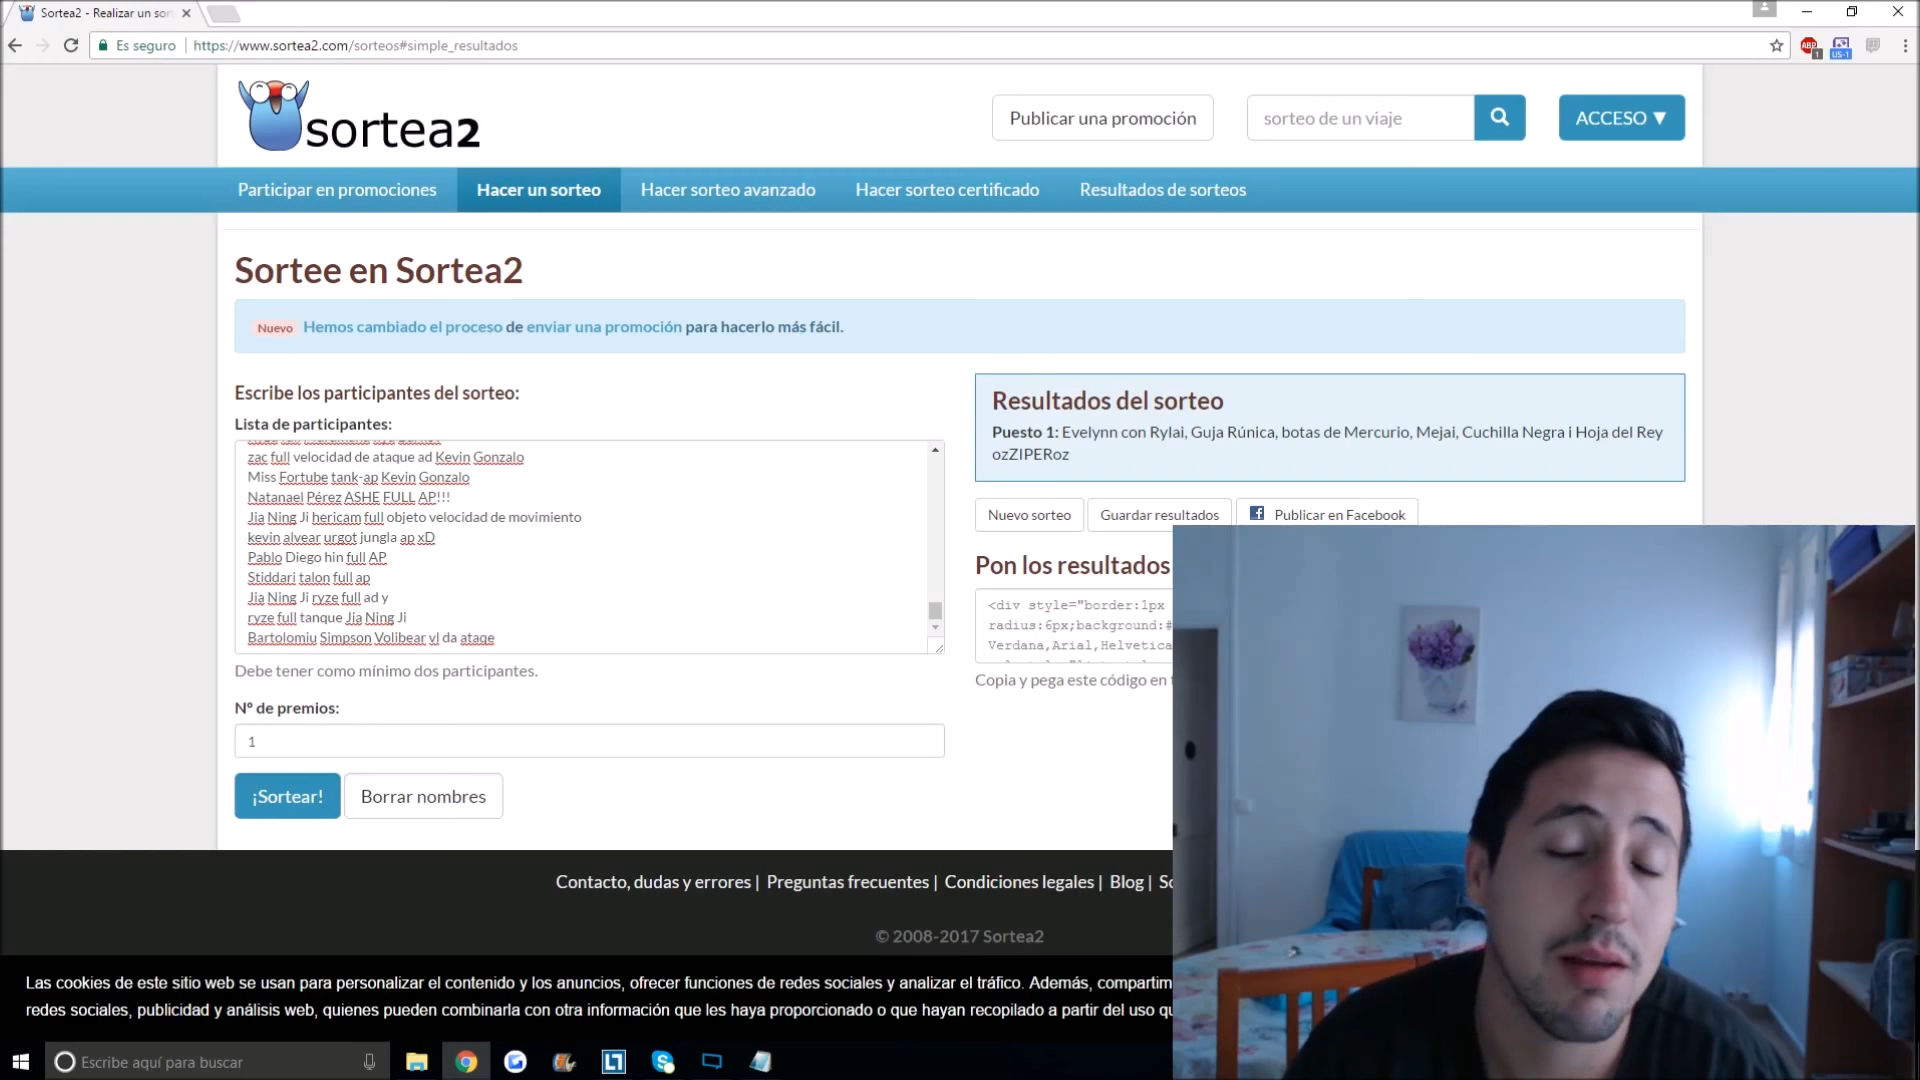 Sortea2 - Realizar un sor
Es seguro
https://www.sortea2.com/sorteos#simple_resultados
ABP
1
US-1
sortea2
Publicar una promoción
sorteo de un viaje
ACCESO ▼
Participar en promociones
Hacer un sorteo
Hacer sorteo avanzado
Hacer sorteo certificado
Resultados de sorteos
Sortee en Sortea2
Nuevo Hemos cambiado el proceso de enviar una promoción para hacerlo más fácil.
Escribe los participantes del sorteo:
Lista de participantes:
zac full velocidad de ataque ad Kevin Gonzalo
Miss Fortube tank-ap Kevin Gonzalo
Natanael Pérez ASHE FULL AP!!!
Jia Ning Ji hericam full objeto velocidad de movimiento
kevin alvear urgot jungla ap xD
Pablo Diego hin full AP
Stiddari talon full ap
Jia Ning Ji ryze full ad y
ryze full tanque Jia Ning Ji
Bartolomiu Simpson Volibear vl da ataqe
Debe tener como mínimo dos participantes.
Nº de premios:
1
¡Sortear!
Borrar nombres
Resultados del sorteo
Puesto 1: Evelynn con Rylai, Guja Rúnica, botas de Mercurio, Mejai, Cuchilla Negra i Hoja del Rey
ozZIPERoz
Nuevo sorteo
Guardar resultados
Publicar en Facebook
Pon los resultados
<div style="border:1px
radius:6px;background:#
Verdana,Arial,Helvetica
Copia y pega este código en
Contacto, dudas y errores | Preguntas frecuentes | Condiciones legales | Blog | So
© 2008-2017 Sortea2
Las cookies de este sitio web se usan para personalizar el contenido y los anuncios, ofrecer funciones de redes sociales y analizar el tráfico. Además, compartim
redes sociales, publicidad y análisis web, quienes pueden combinarla con otra información que les haya proporcionado o que hayan recopilado a partir del uso qu
Escribe aquí para buscar